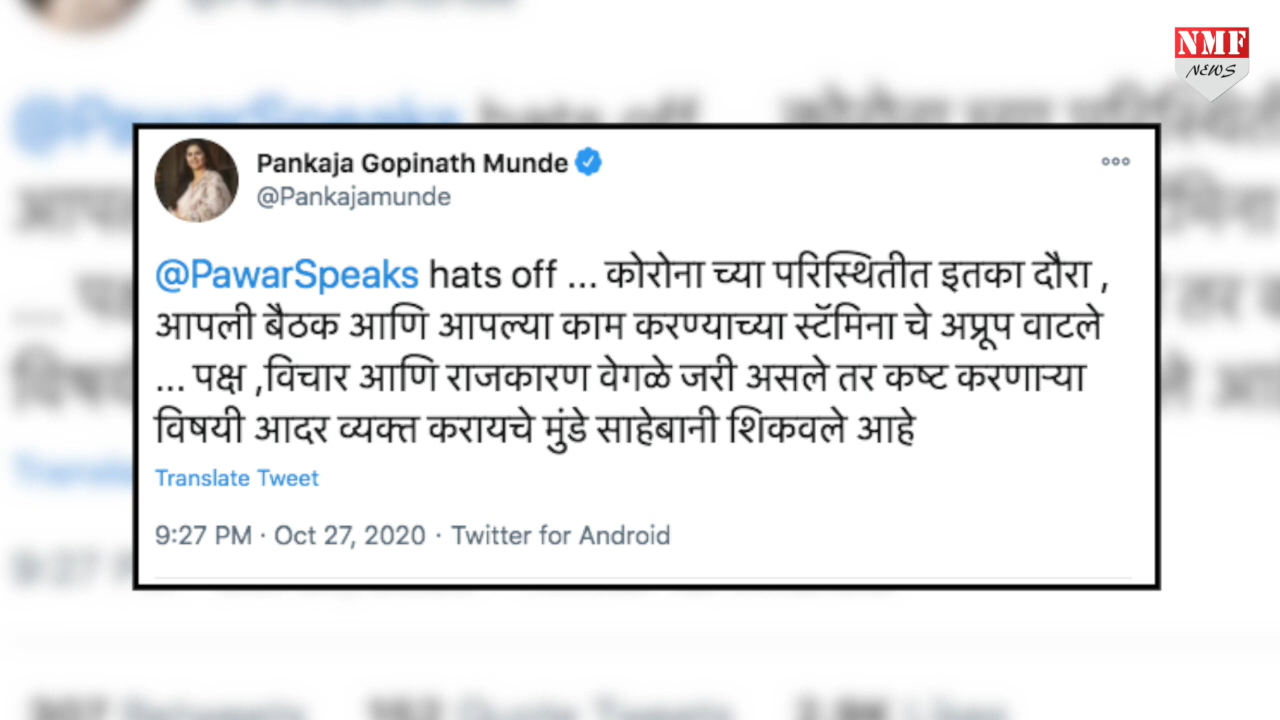 NMF
NEWS
Pankaja Gopinath Munde
@Pankajamunde
@PawarSpeaks hats off ... कोरोना च्या परिस्थितीत इतका दौरा ,
आपली बैठक आणि आपल्या काम करण्याच्या स्टॅमिना चे अप्रूप वाटले
... पक्ष ,विचार आणि राजकारण वेगळे जरी असले तर कष्ट करणाऱ्या
विषयी आदर व्यक्त करायचे मुंडे साहेबानी शिकवले आहे
Translate Tweet
9:27 PM · Oct 27, 2020 · Twitter for Android